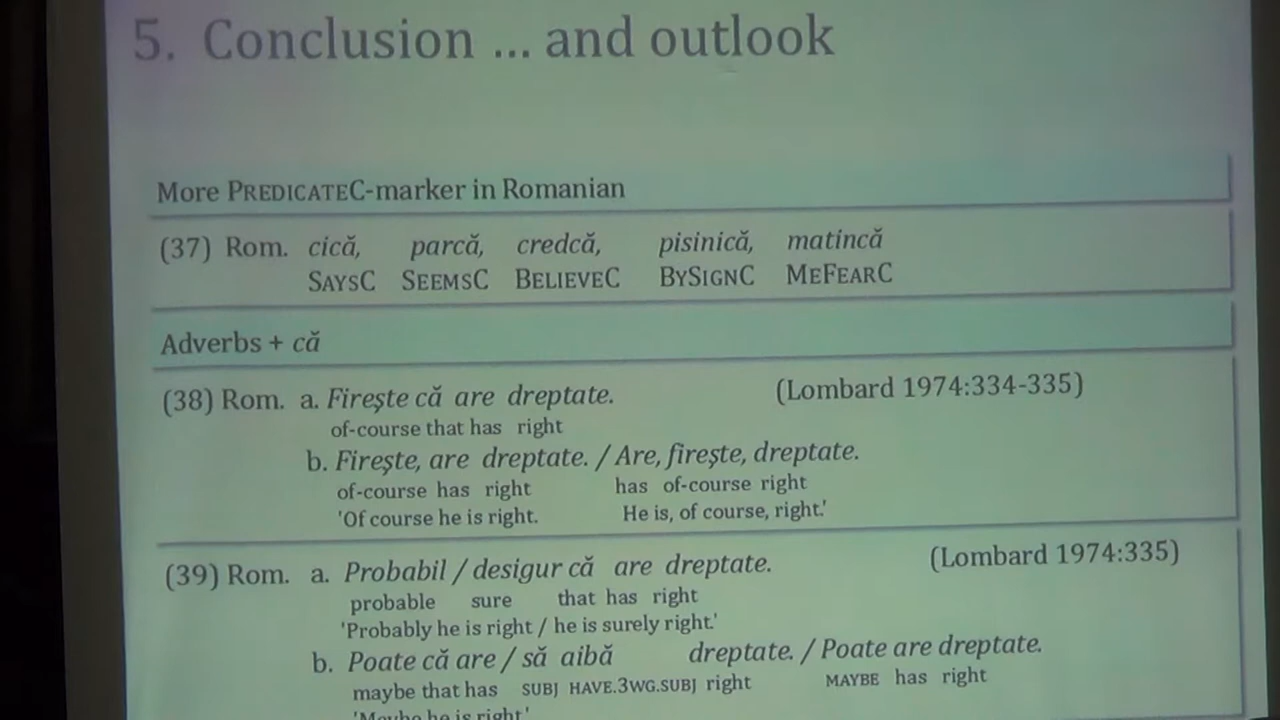 5. Conclusion ... and outlook
More PREDICATEC-marker in Romanian
(37) Rom. cică, parcă, credcă, pisinică, matincă
SAYSC SEEMSC BELIEVEC BYSIGNC MEFEARC
Adverbs + că
(38) Rom. a. Fireşte că are dreptate. (Lombard 1974:334-335)
of-course that has right
b. Fireşte, are dreptate. / Are, fireşte, dreptate.
of-course has right has of-course right
'Of course he is right. He is, of course, right.'
(39) Rom. a. Probabil / desigur că are dreptate. (Lombard 1974:335)
probable sure that has right
'Probably he is right / he is surely right.'
b. Poate că are / să aibă dreptate. / Poate are dreptate.
maybe that has SUBJ HAVE.3WG.SUBJ right MAYBE has right
'Maybe he is right'